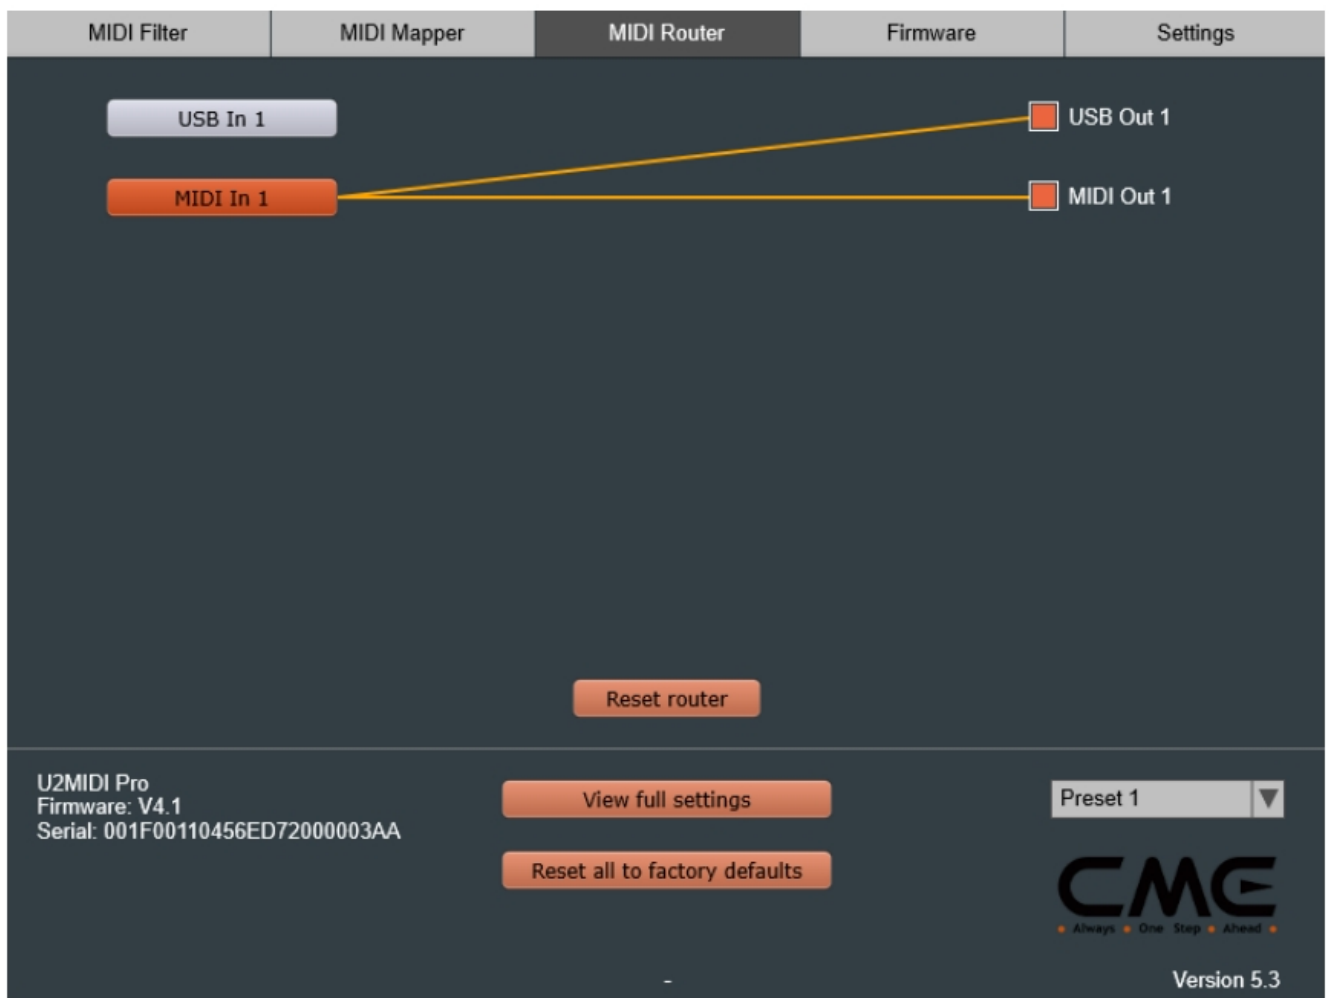 MIDI Filter MIDI Mapper MIDI Router Firmware Settings
USB In 1 USB Out 1
MIDI In 1 MIDI Out 1
Reset router
U2MIDI Pro
Firmware: V4.1
Serial: 001F00110456ED72000003AA
View full settings
Preset 1
Reset all to factory defaults
CME
Always One Step Ahead
-
Version 5.3